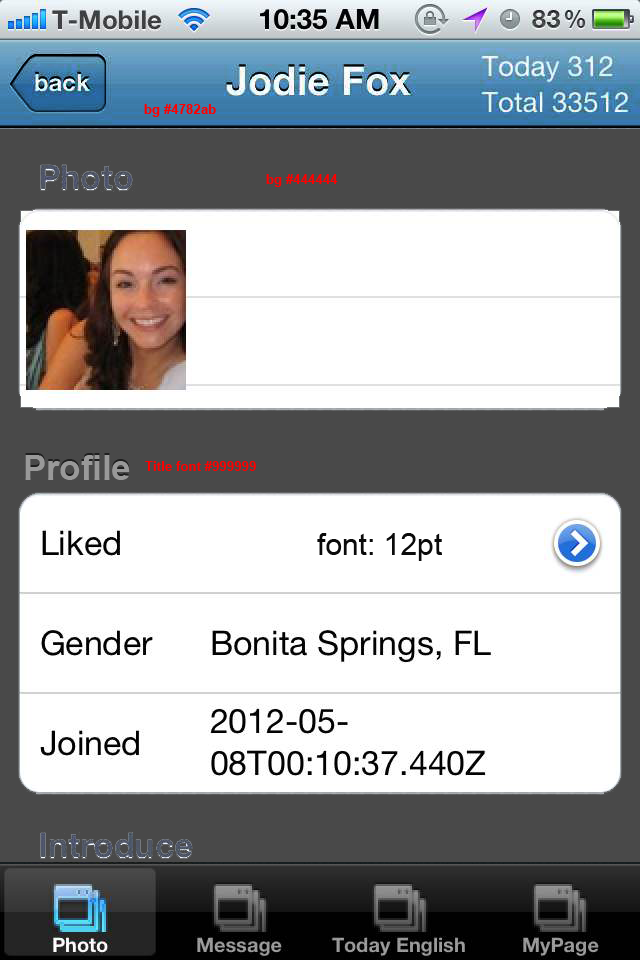 T-Mobile 10:35 AM 83%
back Jodie Fox Today 312
Total 33512
bg #4782ab
Photo bg #444444
Profile Title font #999999
Liked font: 12pt
Gender Bonita Springs, FL
Joined 2012-05-
08T00:10:37.440Z
Introduce
Photo Message Today English MyPage